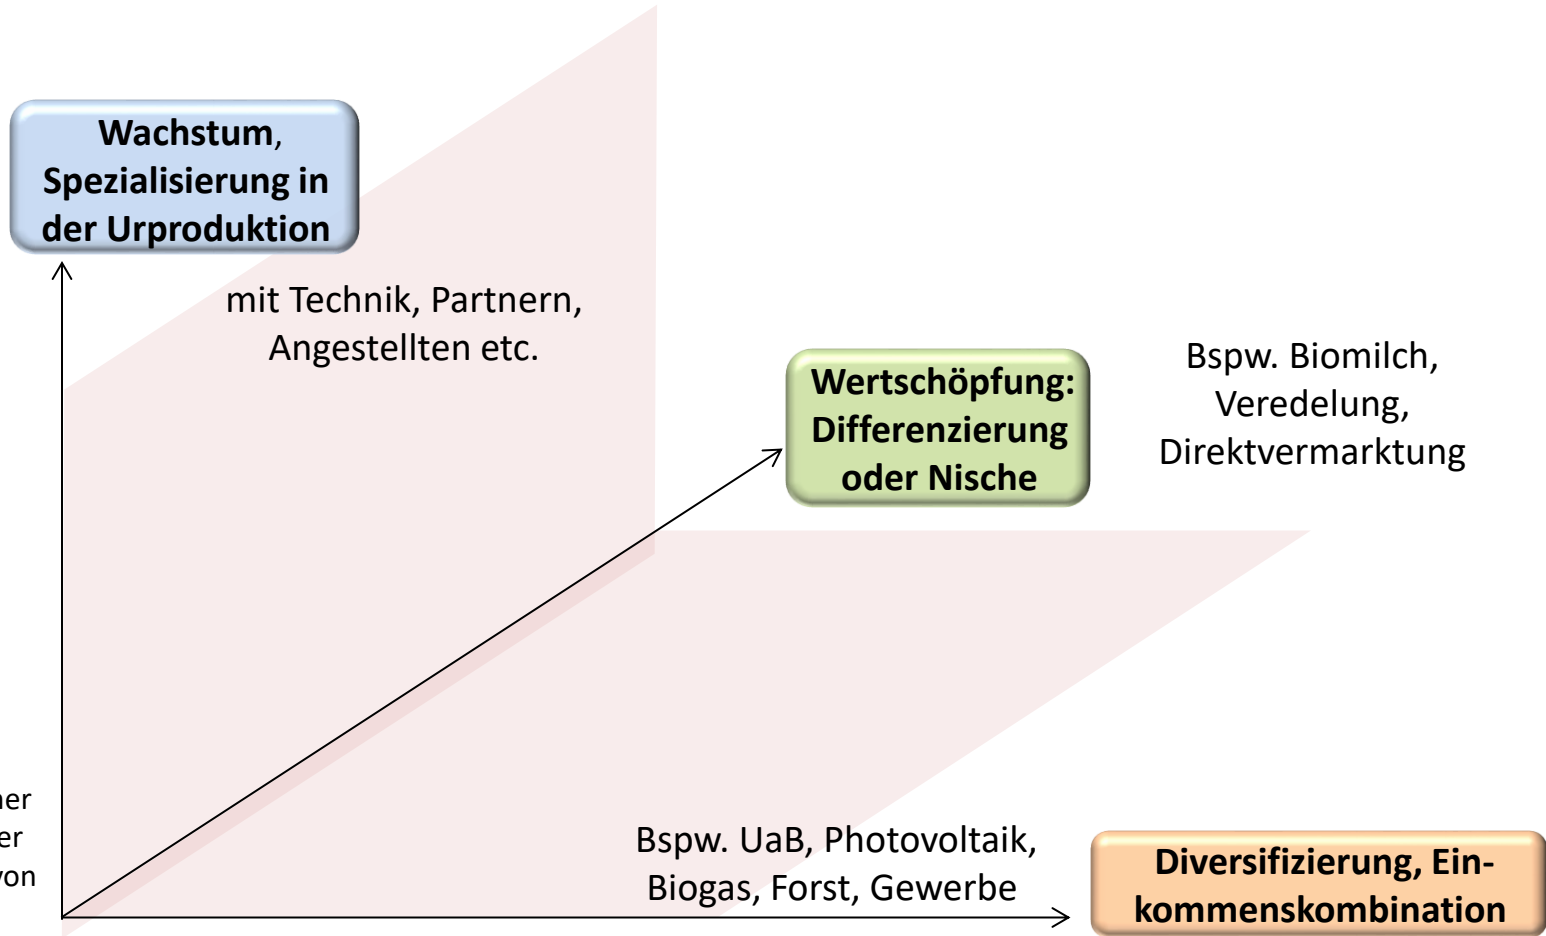 Wachstum,
Spezialisierung in
der Urproduktion
mit Technik, Partnern,
Angestellten etc.
Wertschöpfung:
Differenzierung
oder Nische
Bspw. Biomilch,
Veredelung,
Direktvermarktung
von
Bspw. UaB, Photovoltaik,
Biogas, Forst, Gewerbe
Diversifizierung, Ein-
kommenskombination